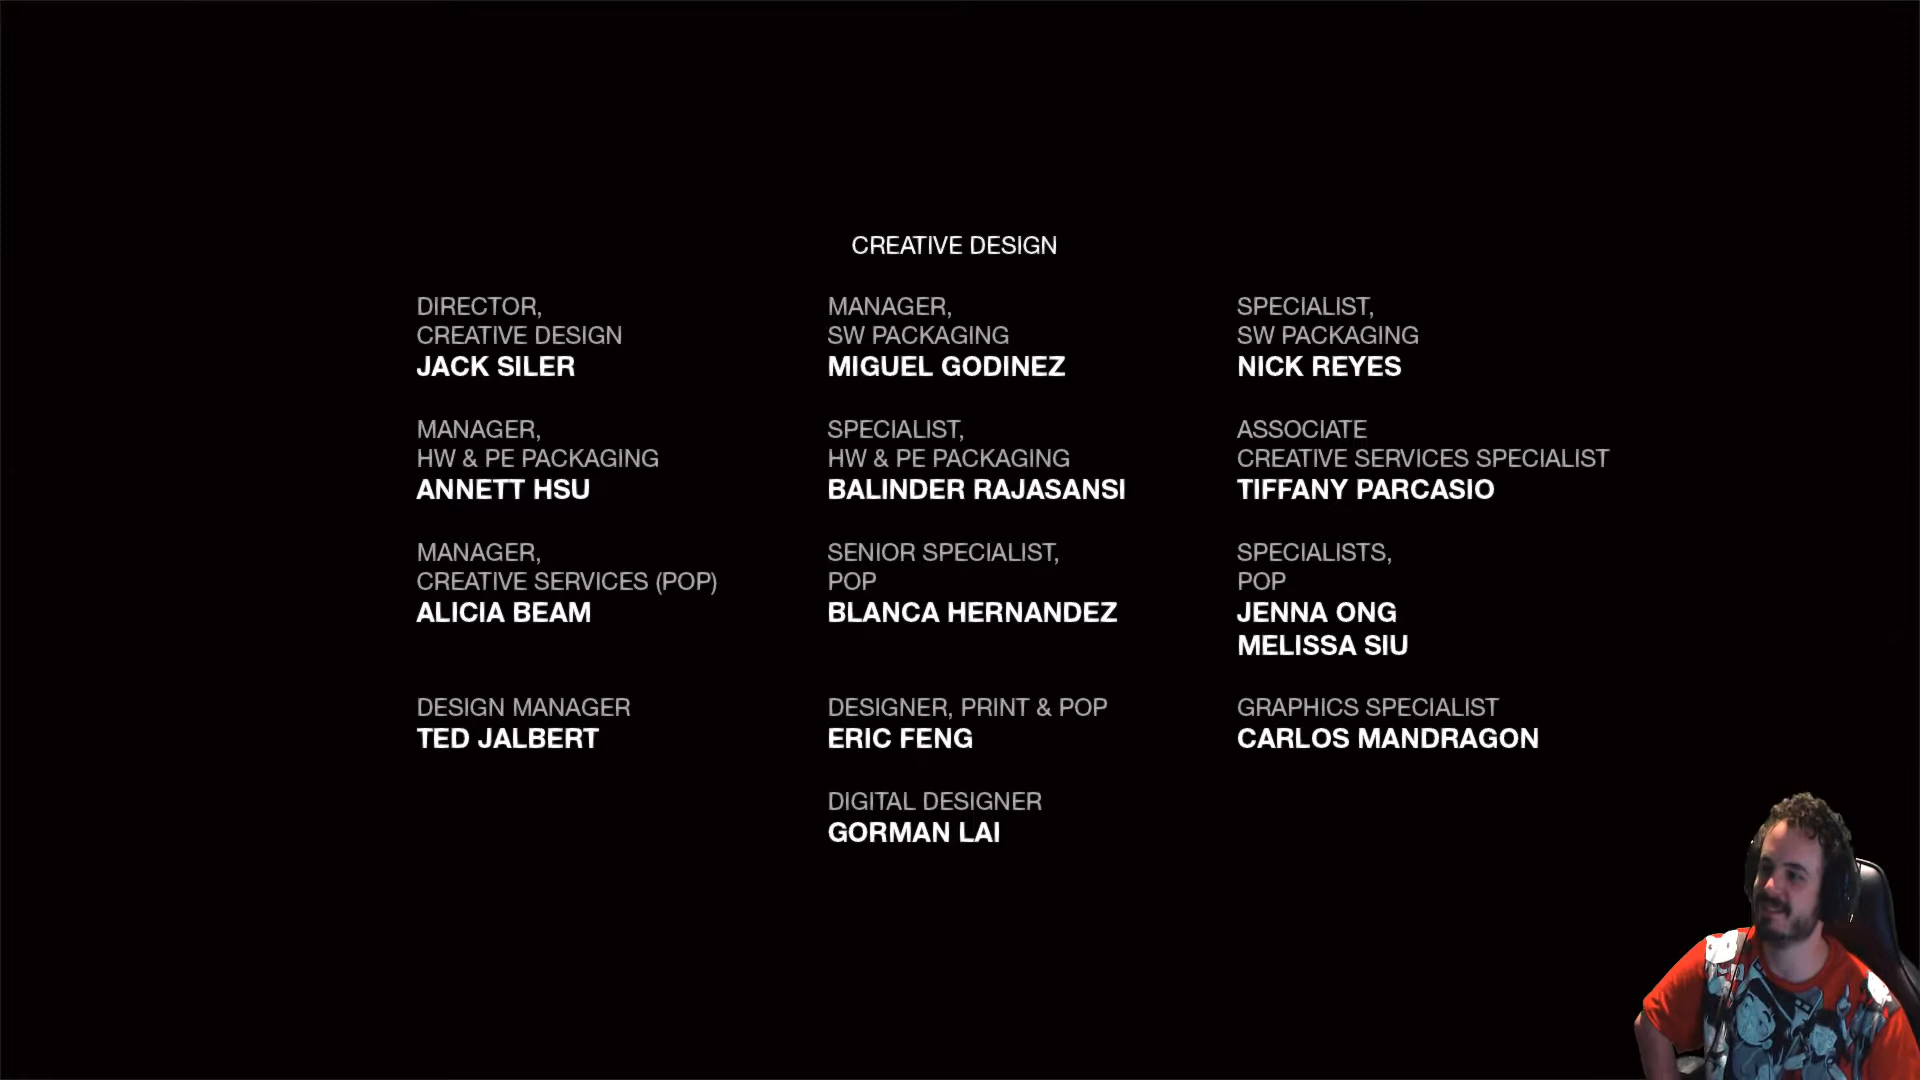 CREATIVE DESIGN
DIRECTOR,
CREATIVE DESIGN
JACK SILER
MANAGER,
SW PACKAGING
MIGUEL GODINEZ
SPECIALIST,
SW PACKAGING
NICK REYES
MANAGER,
HW & PE PACKAGING
ANNETT HSU
SPECIALIST,
HW & PE PACKAGING
BALINDER RAJASANSI
ASSOCIATE
CREATIVE SERVICES SPECIALIST
TIFFANY PARCASIO
MANAGER,
CREATIVE SERVICES (POP)
ALICIA BEAM
SENIOR SPECIALIST,
POP
BLANCA HERNANDEZ
SPECIALISTS,
POP
JENNA ONG
MELISSA SIU
DESIGN MANAGER
TED JALBERT
DESIGNER, PRINT & POP
ERIC FENG
GRAPHICS SPECIALIST
CARLOS MANDRAGON
DIGITAL DESIGNER
GORMAN LAI